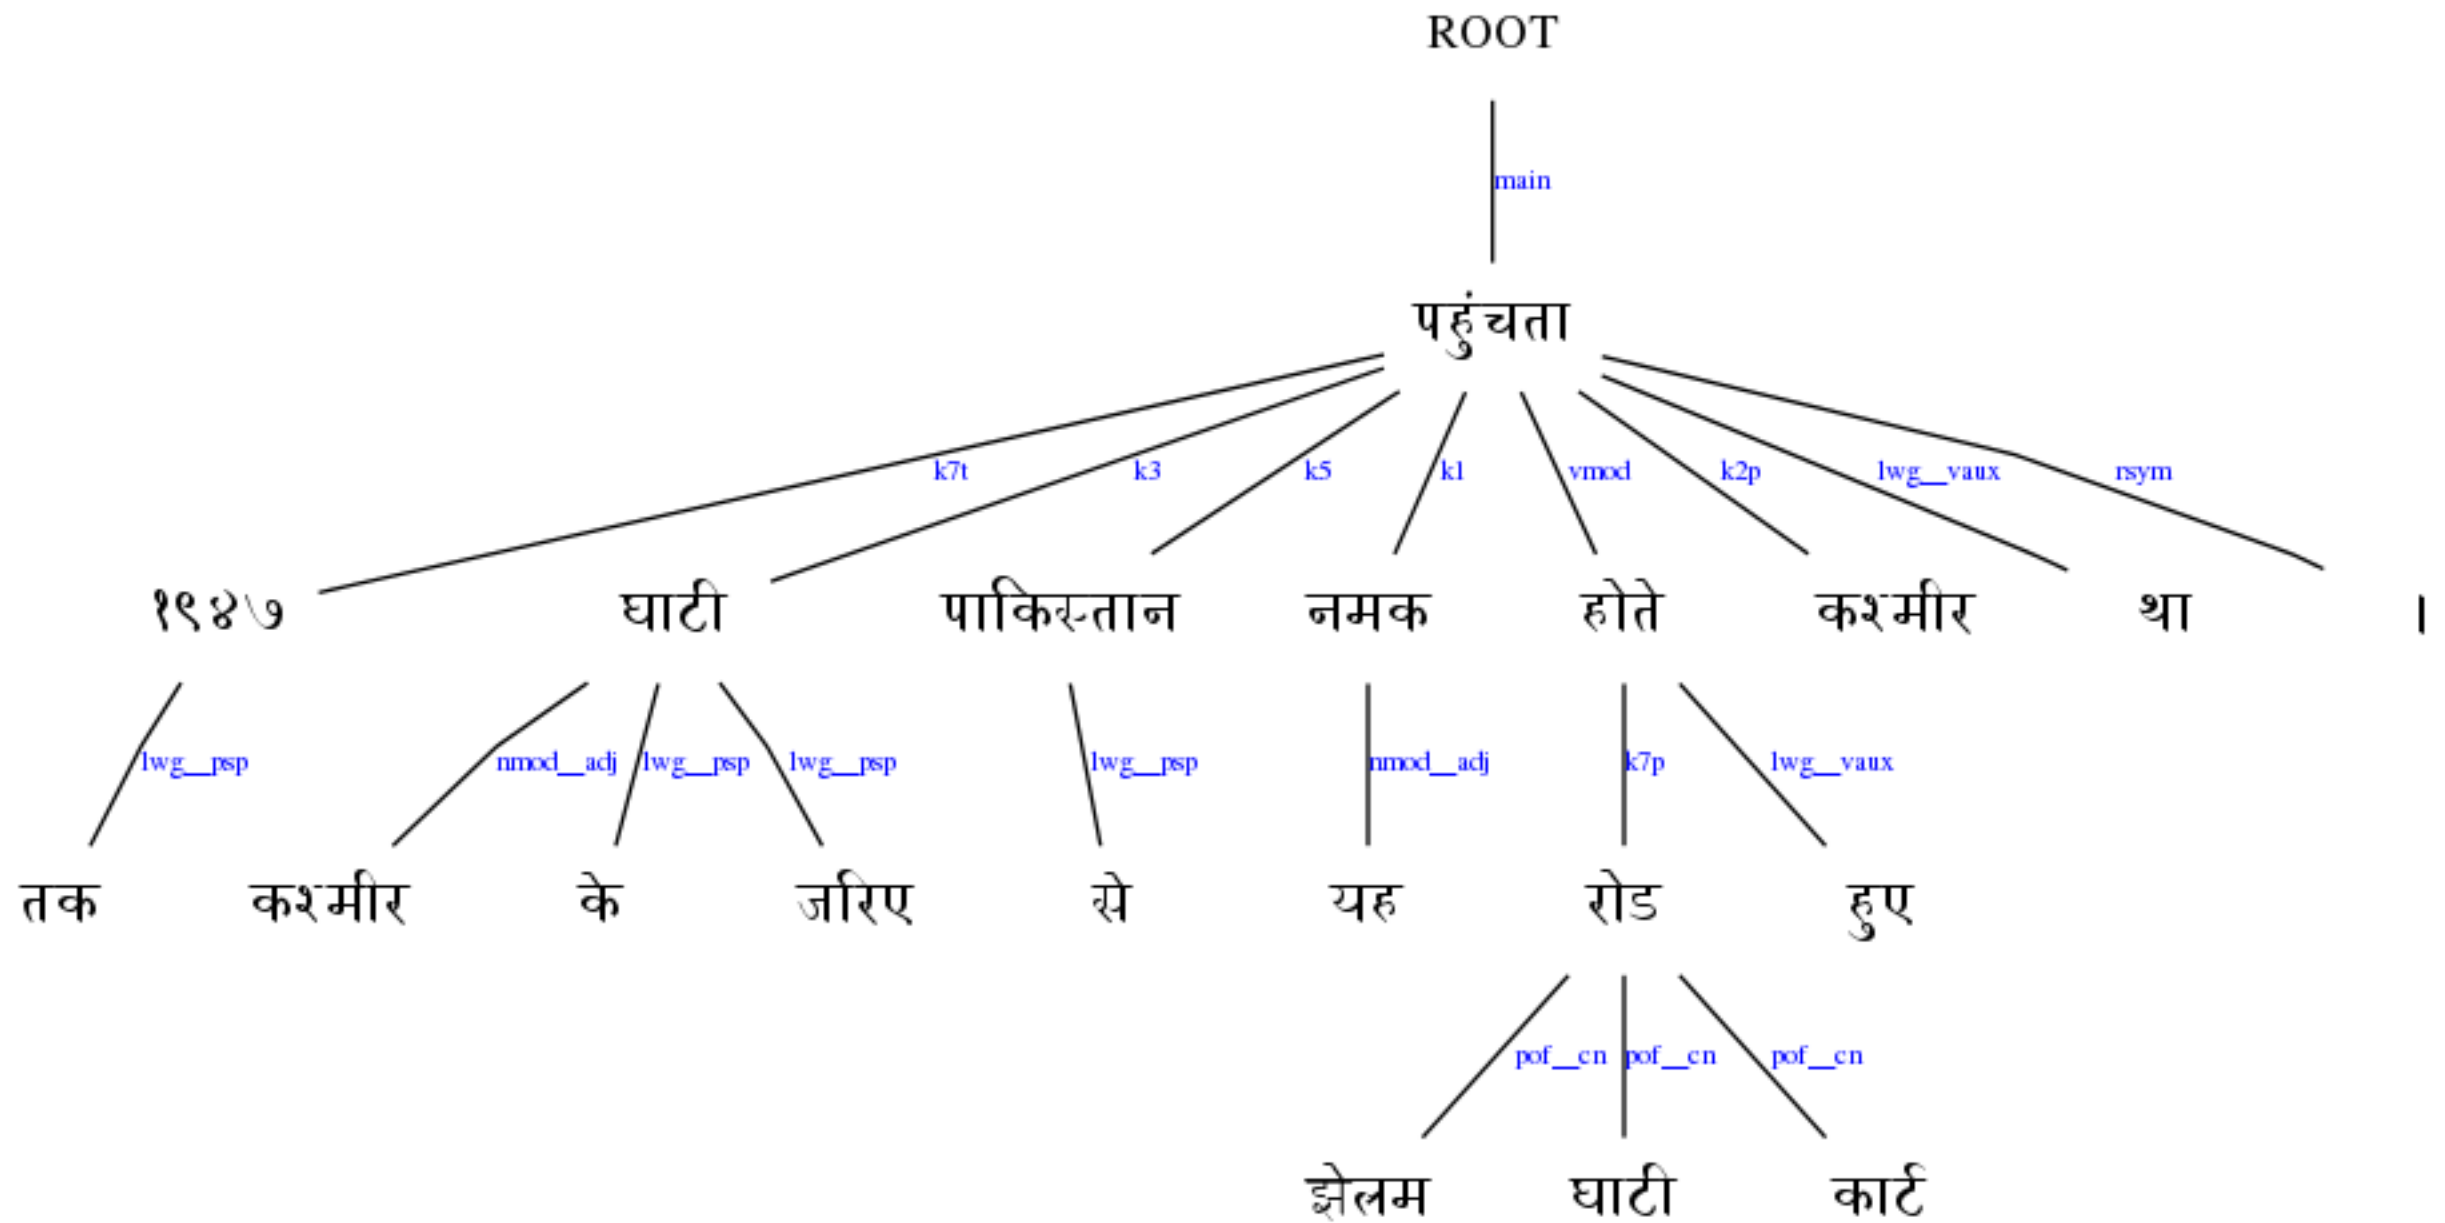 ROOT
main
पहुंचता
k7t k3 k5 k1 vmod k2p lwg__vaux rsym
१९४७ घाटी पाकिस्तान नमक होते कश्मीर था ।
lwg__psp nmod__adj lwg__psp lwg__psp lwg__psp nmod__adj k7p lwg__vaux
तक कश्मीर के जरिए से यह रोड हुए
pof__cn pof__cn pof__cn
झेलम घाटी कार्ट